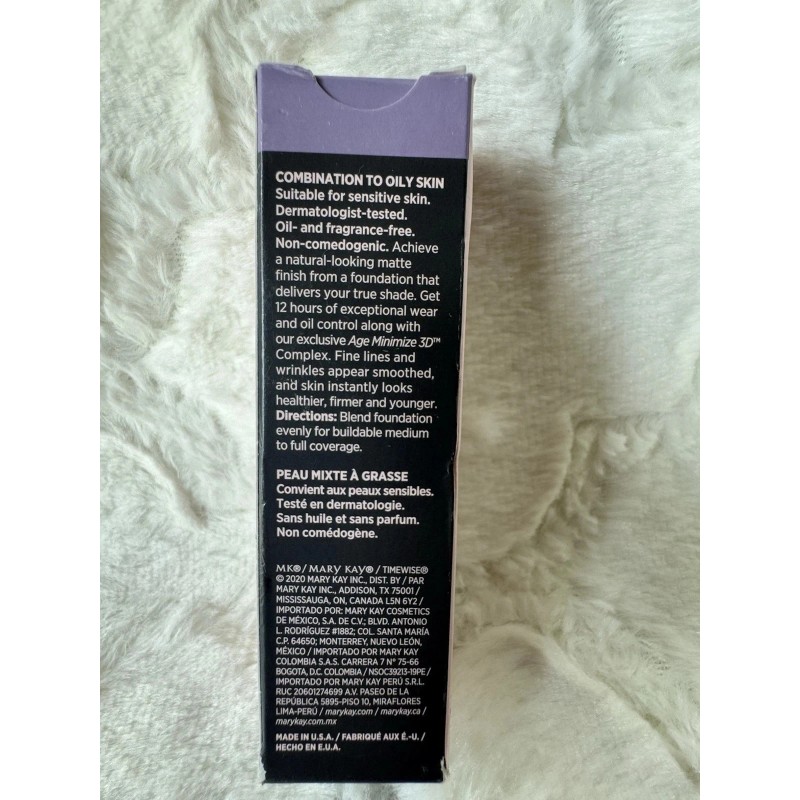 COMBINATION TO OILY SKIN
Suitable for sensitive skin.
Dermatologist-tested.
Oil- and fragrance-free.
Non-comedogenic. Achieve
a natural-looking matte
finish from a foundation that
delivers your true shade. Get
12 hours of exceptional wear
and oil control along with
our exclusive Age Minimize 3D™
Complex. Fine lines and
wrinkles appear smoothed,
and skin instantly looks
healthier, firmer and younger.
Directions: Blend foundation
evenly for buildable medium
to full coverage.
PEAU MIXTE À GRASSE
Convient aux peaux sensibles.
Testé en dermatologie.
Sans huile et sans parfum.
Non comédogène.
MK® / MARY KAY® / TIMEWISE®
© 2020 MARY KAY INC., DIST. BY / PAR
MARY KAY INC., ADDISON, TX 75001 /
MISSISSAUGA, ON, CANADA L5N 6Y2 /
IMPORTADO POR: MARY KAY COSMETICS
DE MÉXICO, S.A. DE C.V.; BLVD. ANTONIO
L. RODRÍGUEZ #1882; COL. SANTA MARÍA
C.P. 64650; MONTERREY, NUEVO LEÓN,
MÉXICO / IMPORTADO POR MARY KAY
COLOMBIA S.A.S. CARRERA 7 N° 75-66
BOGOTA, D.C. COLOMBIA / NSOC39213-19PE /
IMPORTADO POR MARY KAY PERÚ S.R.L.
RUC 20601274699 A.V. PASEO DE LA
REPÚBLICA 5895-PISO 10, MIRAFLORES
LIMA-PERÚ / marykay.com / marykay.ca /
marykay.com.mx
MADE IN U.S.A. / FABRIQUÉ AUX É.-U. /
HECHO EN E.U.A.